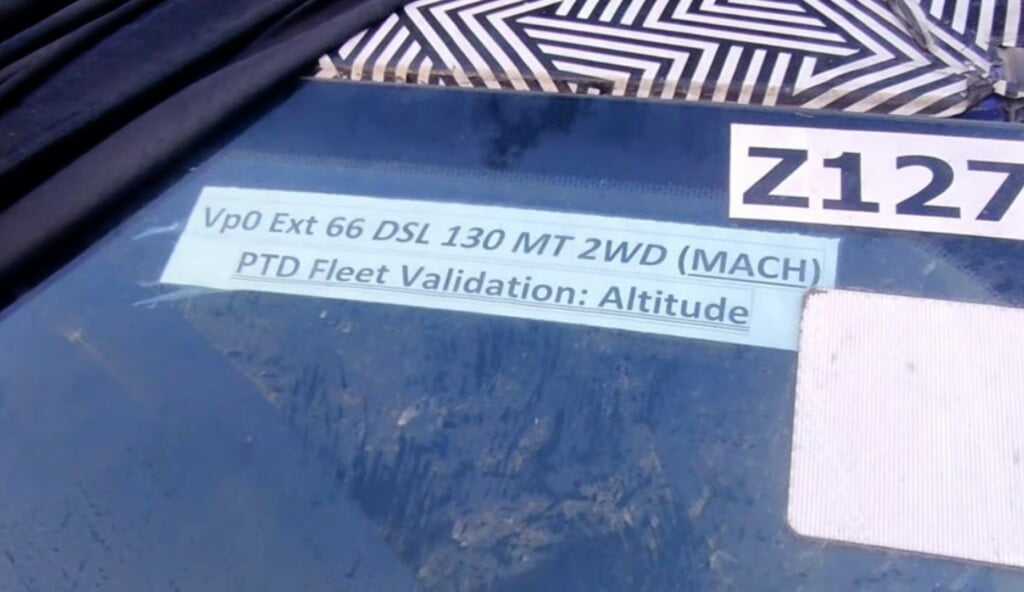 Z127
Vp0 Ext 66 DSL 130 MT 2WD (MACH)
PTD Fleet Validation: Altitude